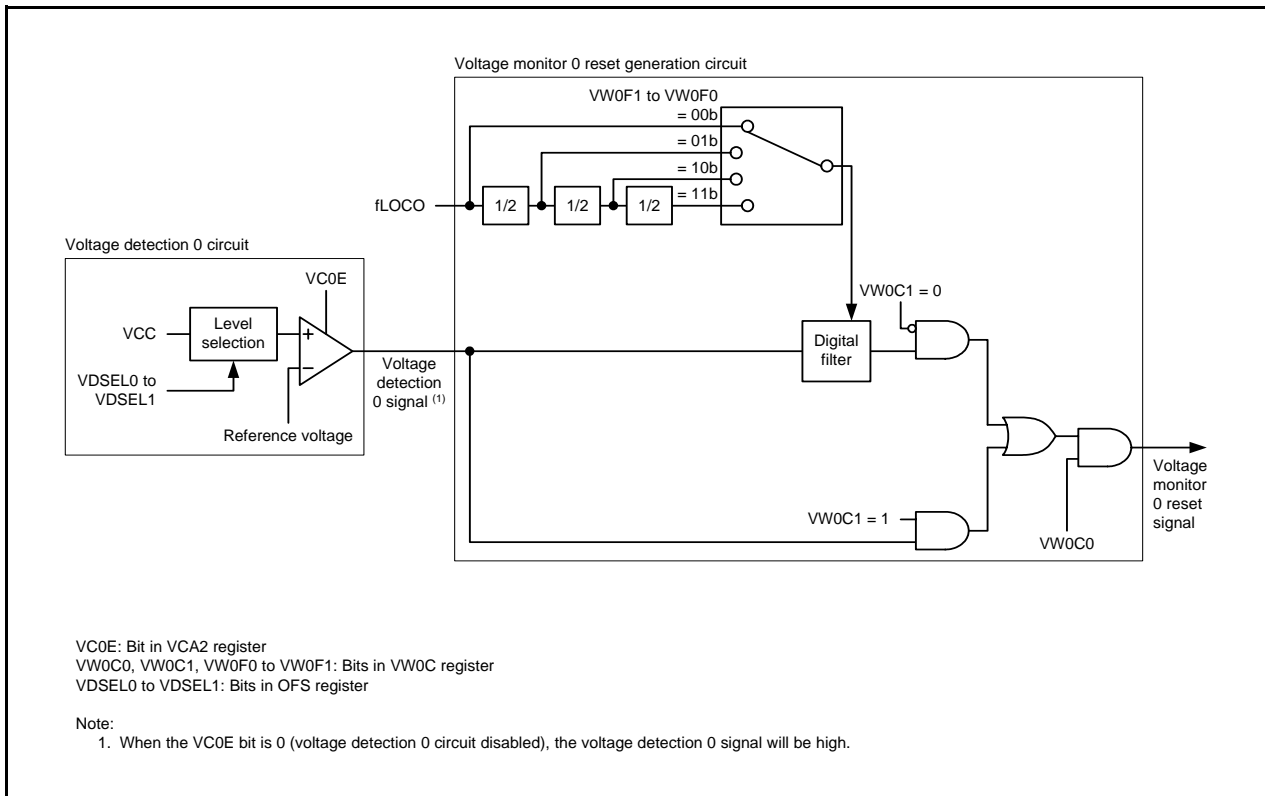 Voltage monitor 0 reset generation circuit
VW0F1 to VW0F0
= 00b
= 01b
= 10b
= 11b
fLOCO
1/2
1/2
1/2
Voltage detection 0 circuit
VC0E
VCC
Level
selection
+
−
VDSEL0 to
VDSEL1
Reference voltage
Voltage
detection
0 signal (1)
Digital
filter
VW0C1 = 0
VW0C1 = 1
VW0C0
Voltage
monitor
0 reset
signal
VC0E: Bit in VCA2 register
VW0C0, VW0C1, VW0F0 to VW0F1: Bits in VW0C register
VDSEL0 to VDSEL1: Bits in OFS register
Note:
1. When the VC0E bit is 0 (voltage detection 0 circuit disabled), the voltage detection 0 signal will be high.